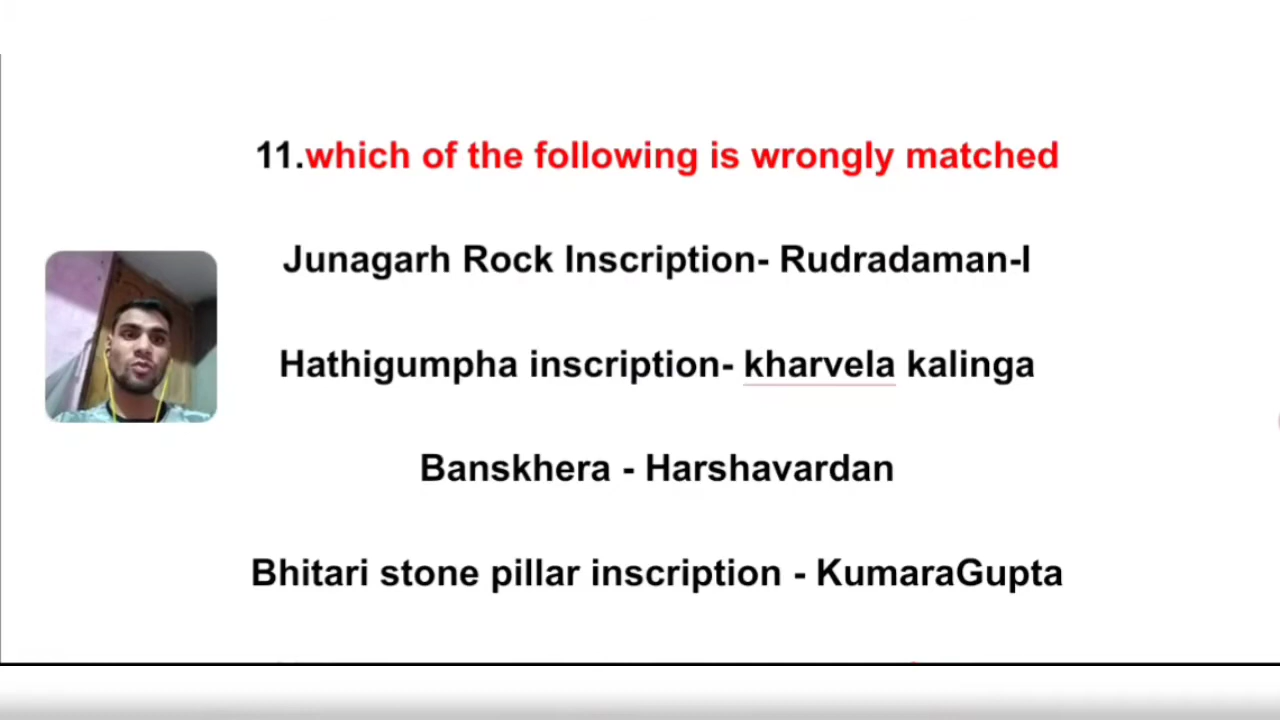 11.which of the following is wrongly matched
Junagarh Rock Inscription- Rudradaman-I
Hathigumpha inscription- kharvela kalinga
Banskhera - Harshavardan
Bhitari stone pillar inscription - KumaraGupta